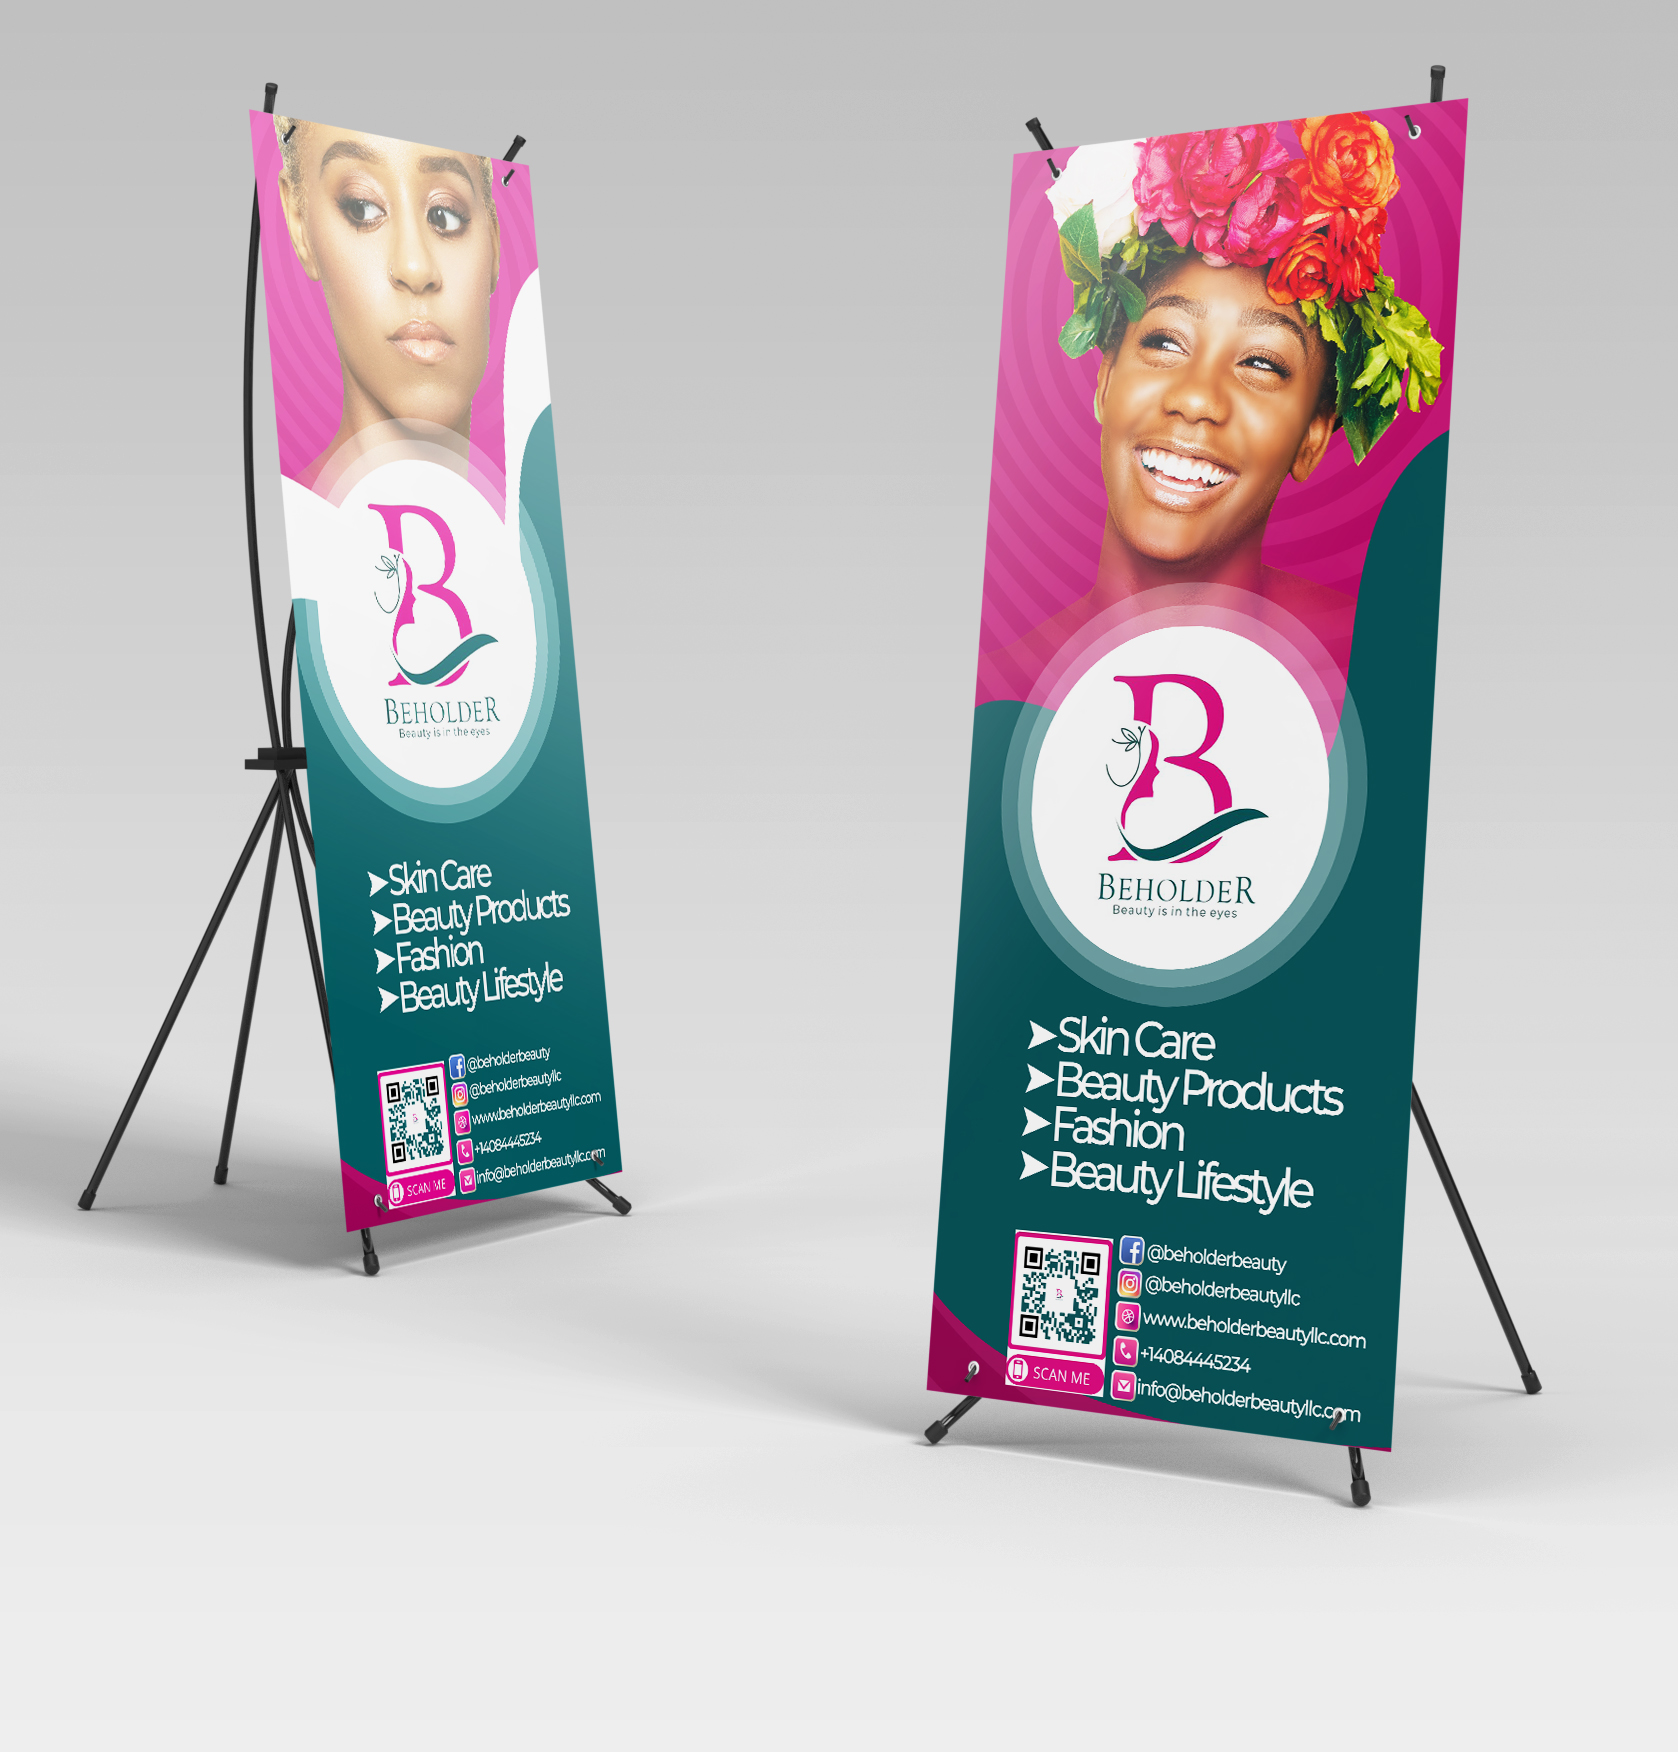 B
BEHOLDER
Beauty is in the eyes
➤Skin Care
➤Beauty Products
➤Fashion
➤Beauty Lifestyle
@beholderbeauty
@beholderbeautyllc
www.beholderbeautyllc.com
+14084445234
info@beholderbeautyllc.com
SCAN ME
B
BEHOLDER
Beauty is in the eyes
➤Skin Care
➤Beauty Products
➤Fashion
➤Beauty Lifestyle
@beholderbeauty
@beholderbeautyllc
www.beholderbeautyllc.com
+14084445234
info@beholderbeautyllc.com
SCAN ME